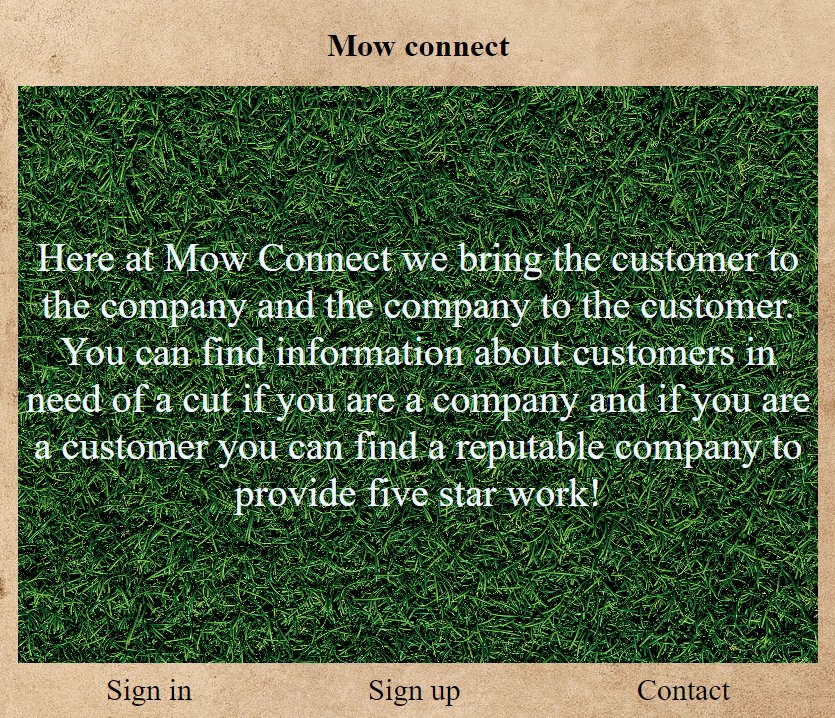 Mow connect
Here at Mow Connect we bring the customer to
the company and the company to the customer.
You can find information about customers in
need of a cut if you are a company and if you are
a customer you can find a reputable company to
provide five star work!
Sign in
Sign up
Contact